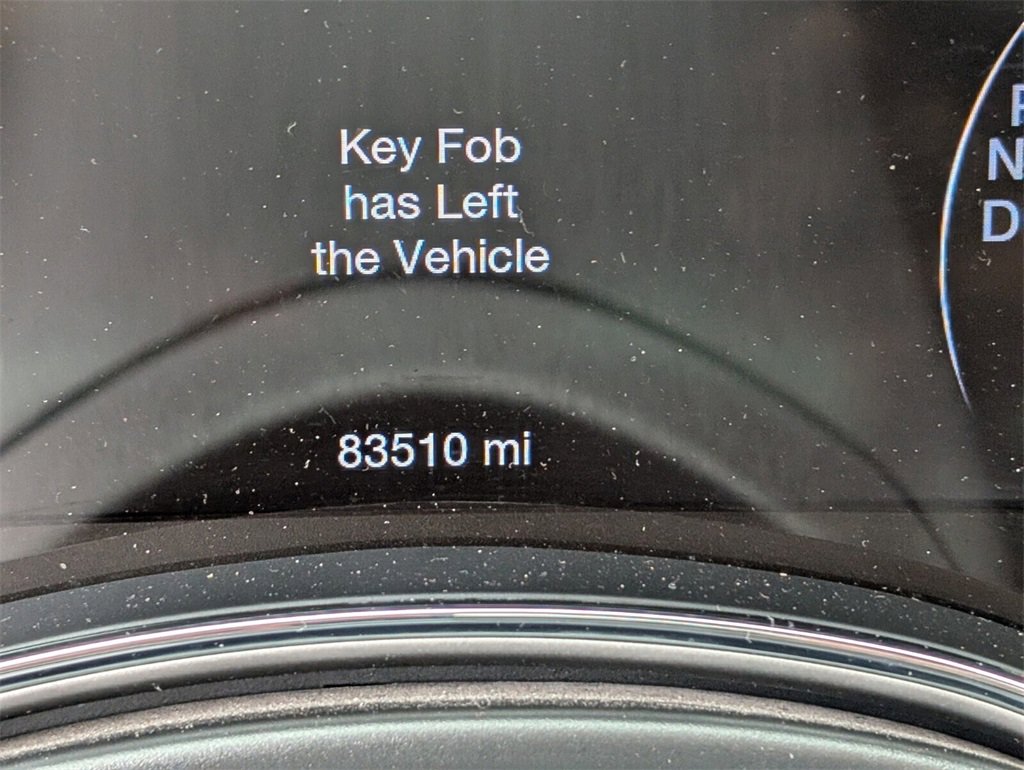 Key Fob
has Left
the Vehicle
83510 mi
N
D